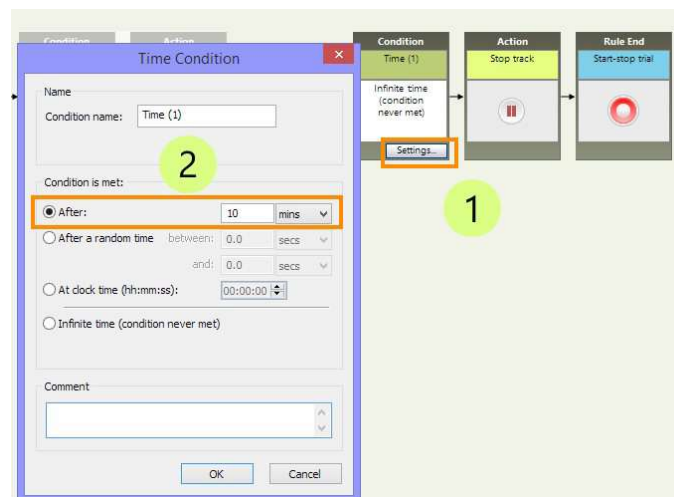 Condition
Action
Time Condition
Name
Condition name:
Time (1)
2
Condition is met:
After:
10
mins
After a random time
between:
0.0
secs
and:
0.0
secs
At clock time (hh:mm:ss):
00:00:00
Infinite time (condition never met)
Comment
OK
Cancel
Condition
Time (1)
Infinite time
(condition
never met)
Settings...
1
Action
Stop track
Rule End
Start-stop trial